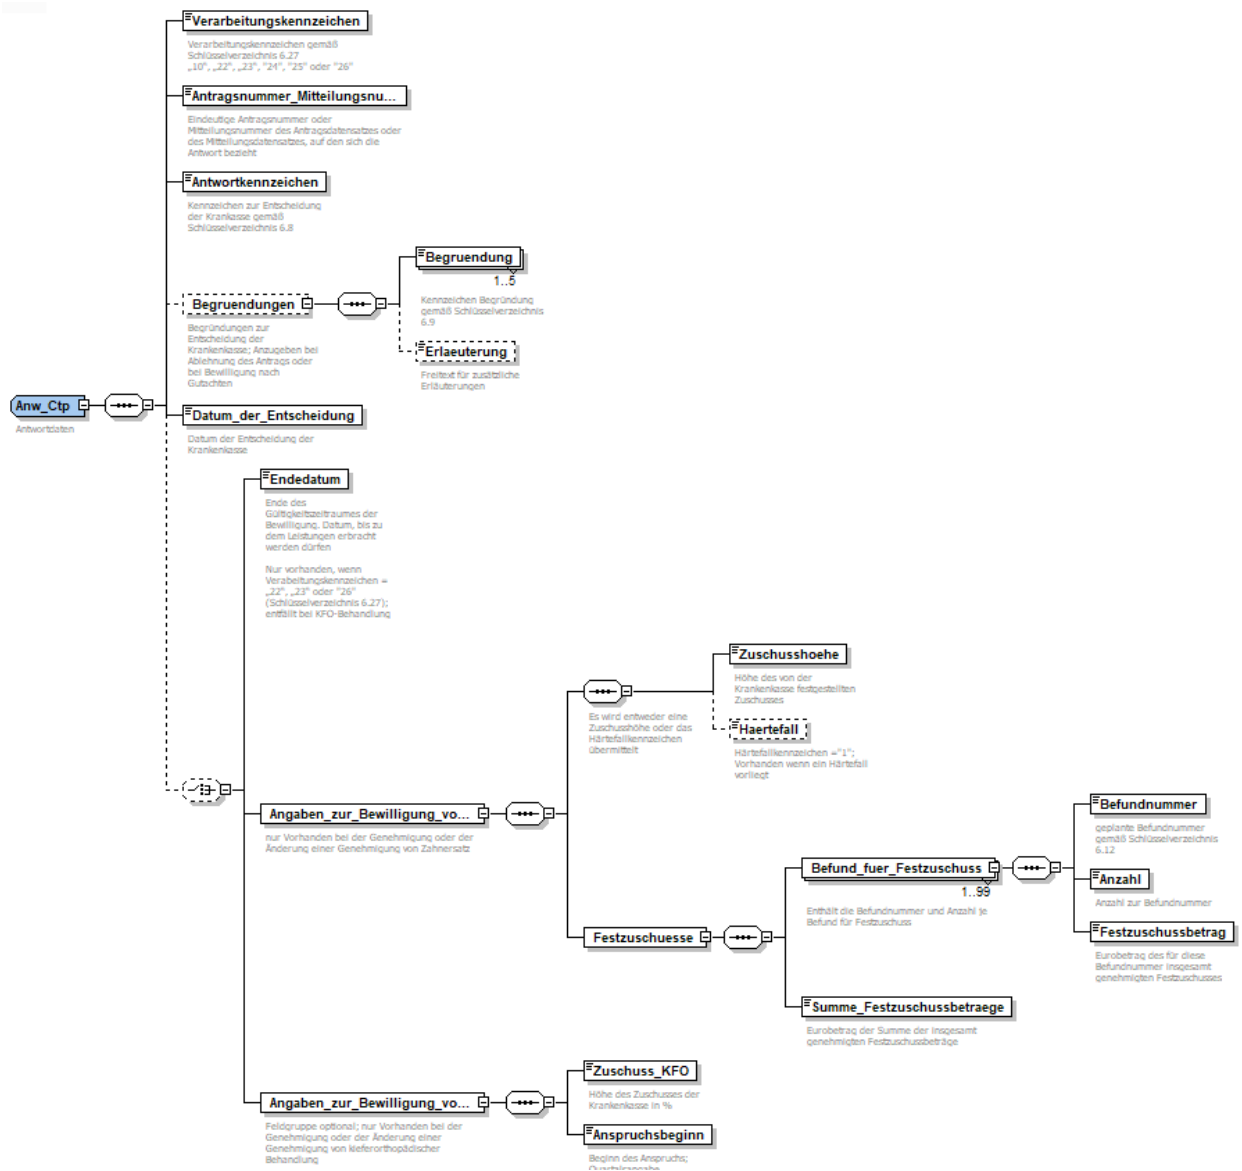 Verarbeitungskennzeichen
Verarbeitungskennzeichen gemäß
Schlüsselverzeichnis 6.27
„10“, „22“, „23“, "24", "25" oder "26"
Antragsnummer_Mitteilungsnu...
Eindeutige Antragsnummer oder
Mitteilungsnummer des Antragsdatensatzes oder
des Mitteilungsdatensatzes, auf den sich die
Antwort bezieht
Antwortkennzeichen
Kennzeichen zur Entscheidung
der Krankasse gemäß
Schlüsselverzeichnis 6.8
Begruendungen
Begründungen zur
Entscheidung der
Krankenkasse; Anzugeben bei
Ablehnung des Antrags oder
bei Bewilligung nach
Gutachten
Begruendung
1..5
Kennzeichen Begründung
gemäß Schlüsselverzeichnis
6.9
Erlaeuterung
Freitext für zusätzliche
Erläuterungen
Anw_Ctp
Antwortdaten
Datum_der_Entscheidung
Datum der Entscheidung der
Krankenkasse
Endedatum
Ende des
Gültigkeitszeitraumes der
Bewilligung. Datum, bis zu
dem Leistungen erbracht
werden dürfen
Nur vorhanden, wenn
Verabeitungskennzeichen =
„22“, „23“ oder "26"
(Schlüsselverzeichnis 6.27);
entfällt bei KFO-Behandlung
Angaben_zur_Bewilligung_vo...
nur Vorhanden bei der Genehmigung oder der
Änderung einer Genehmigung von Zahnersatz
Es wird entweder eine
Zuschusshöhe oder das
Härtefallkennzeichen
übermittelt
Zuschusshoehe
Höhe des von der
Krankenkasse festgestellten
Zuschusses
Haertefall
Härtefallkennzeichen ="1";
Vorhanden wenn ein Härtefall
vorliegt
Festzuschuesse
Befund_fuer_Festzuschuss
1..99
Enthält die Befundnummer und Anzahl je
Befund für Festzuschuss
Befundnummer
geplante Befundnummer
gemäß Schlüsselverzeichnis
6.12
Anzahl
Anzahl zur Befundnummer
Festzuschussbetrag
Eurobetrag des für diese
Befundnummer insgesamt
genehmigten Festzuschusses
Summe_Festzuschussbetraege
Eurobetrag der Summe der insgesamt
genehmigten Festzuschussbeträge
Angaben_zur_Bewilligung_vo...
Feldgruppe optional; nur Vorhanden bei der
Genehmigung oder der Änderung einer
Genehmigung von kieferorthopädischer
Behandlung
Zuschuss_KFO
Höhe des Zuschusses der
Krankenkasse in %
Anspruchsbeginn
Beginn des Anspruchs;
Quartalsangabe